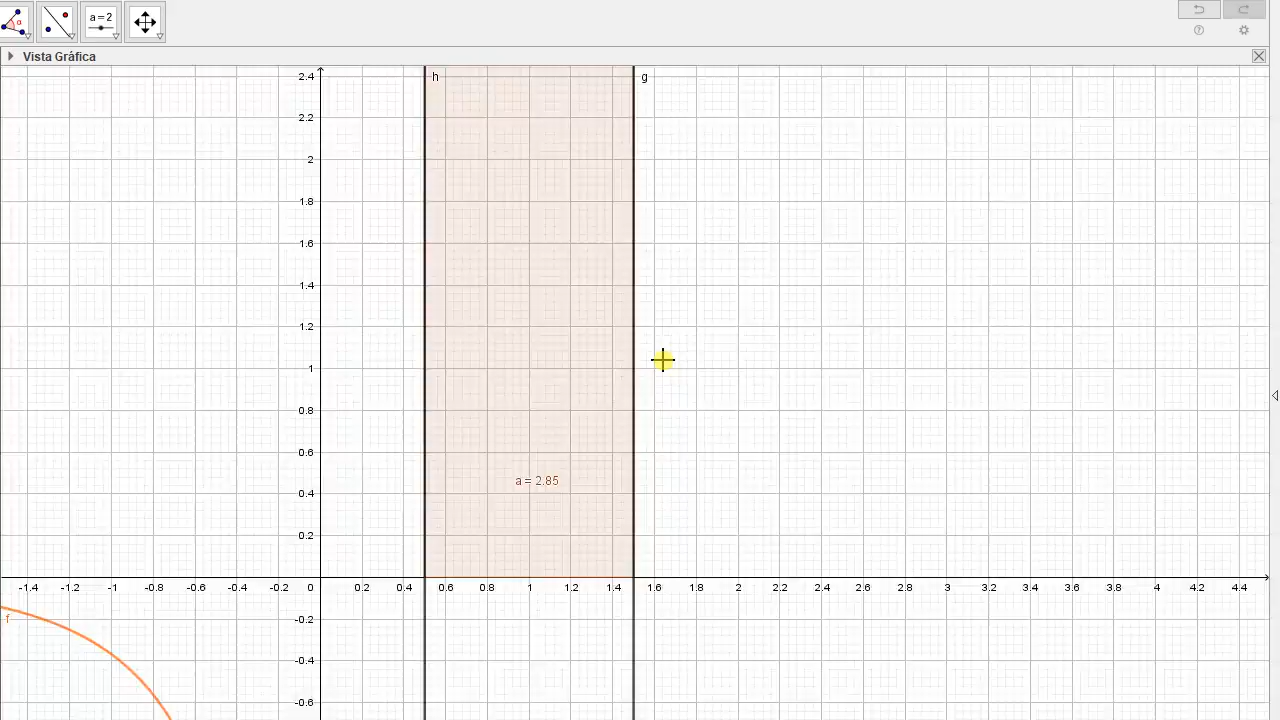 a = 2
Vista Gráfica
2.4
h
g
2.2
2
1.8
1.6
1.4
1.2
1
0.8
0.6
a = 2.85
0.4
0.2
-1.4 -1.2 -1 -0.8 -0.6 -0.4 -0.2 0 0.2 0.4 0.6 0.8 1 1.2 1.4 1.6 1.8 2 2.2 2.4 2.6 2.8 3 3.2 3.4 3.6 3.8 4 4.2 4.4
f
-0.2
-0.4
-0.6